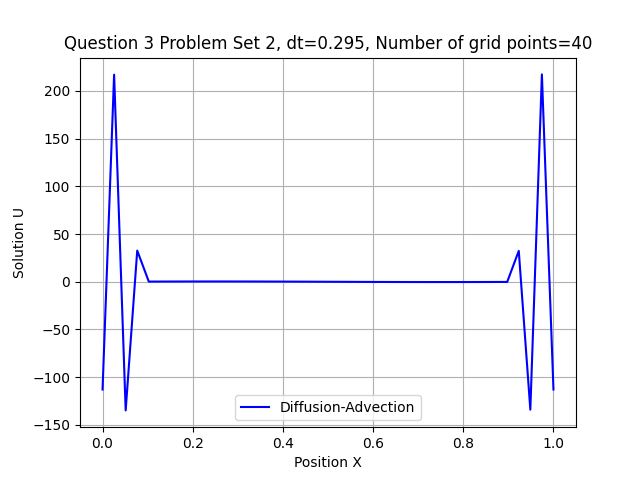 Question 3 Problem Set 2, dt=0.295, Number of grid points=40
Solution U
200
150
100
50
0
−50
−100
−150
Diffusion-Advection
0.0 0.2 0.4 0.6 0.8 1.0
Position X